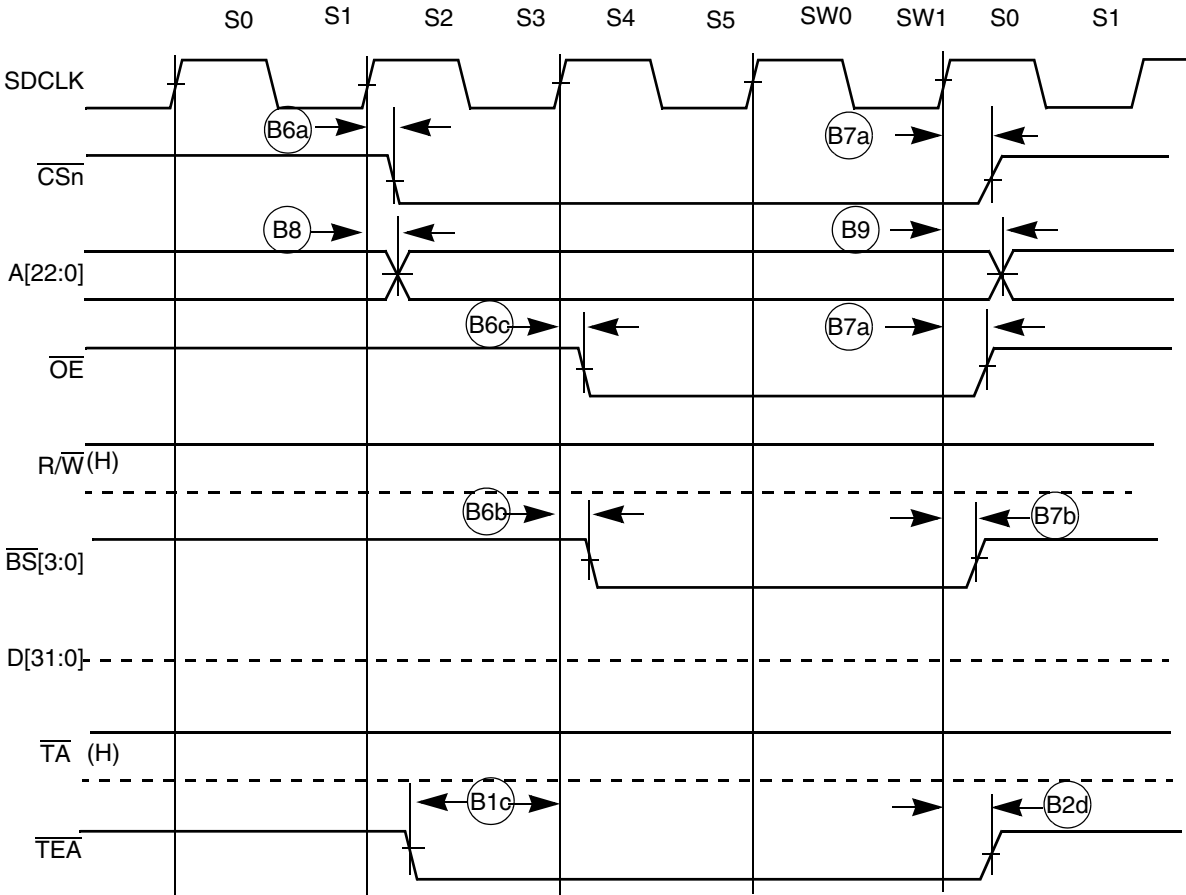 S0 S1 S2 S3 S4 S5 SW0 SW1 S0 S1
SDCLK
B6a B7a
CSn
B8 B9
A[22:0]
B6c B7a
OE
R/W (H)
B6b B7b
BS[3:0]
D[31:0]
TA (H)
B1c B2d
TEA